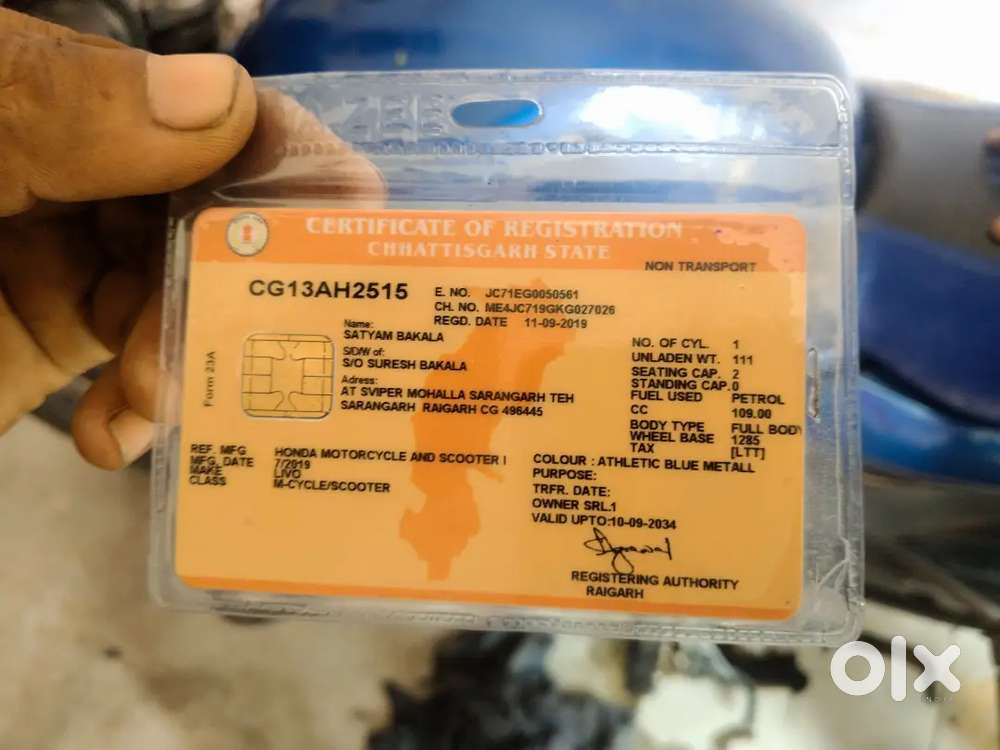 AZEE
CERTIFICATE OF REGISTRATION
CHHATTISGARH STATE
NON TRANSPORT
CG13AH2515
E. NO. JC71EG0050561
CH. NO. ME4JC719GKG027026
REGD. DATE 11-09-2019
Form 23A
Name:
SATYAM BAKALA
S/D/W of:
S/O SURESH BAKALA
Adress:
AT SVIPER MOHALLA SARANGARH TEH
SARANGARH RAIGARH CG 496445
NO. OF CYL. 1
UNLADEN WT. 111
SEATING CAP. 2
STANDING CAP. 0
FUEL USED PETROL
CC 109.00
BODY TYPE FULL BODY
WHEEL BASE 1285
TAX [LTT]
REF. MFG HONDA MOTORCYCLE AND SCOOTER I
MFG. DATE 7/2019
MAKE LIVO
CLASS M-CYCLE/SCOOTER
COLOUR : ATHLETIC BLUE METALL
PURPOSE:
TRFR. DATE:
OWNER SRL.1
VALID UPTO:10-09-2034
REGISTERING AUTHORITY
RAIGARH
olx
INDIA